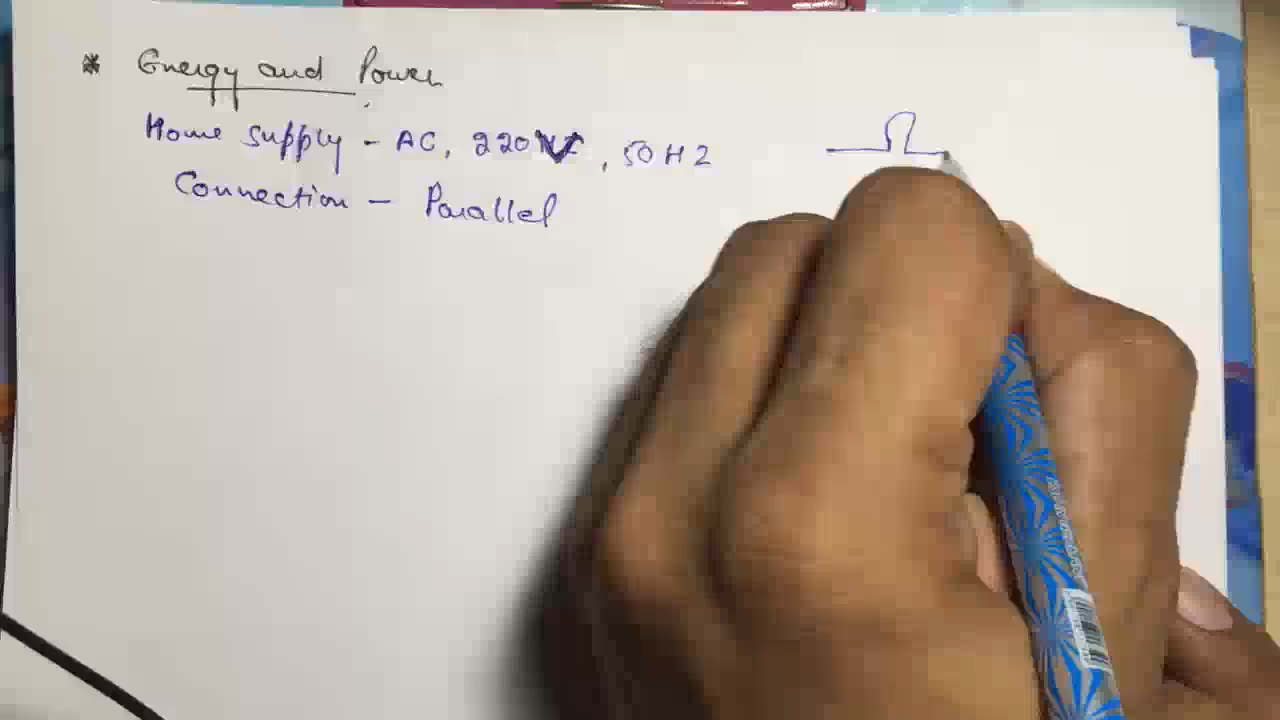 * Energy and Power
Home supply - AC, 220V, 50HZ
Connection - Parallel